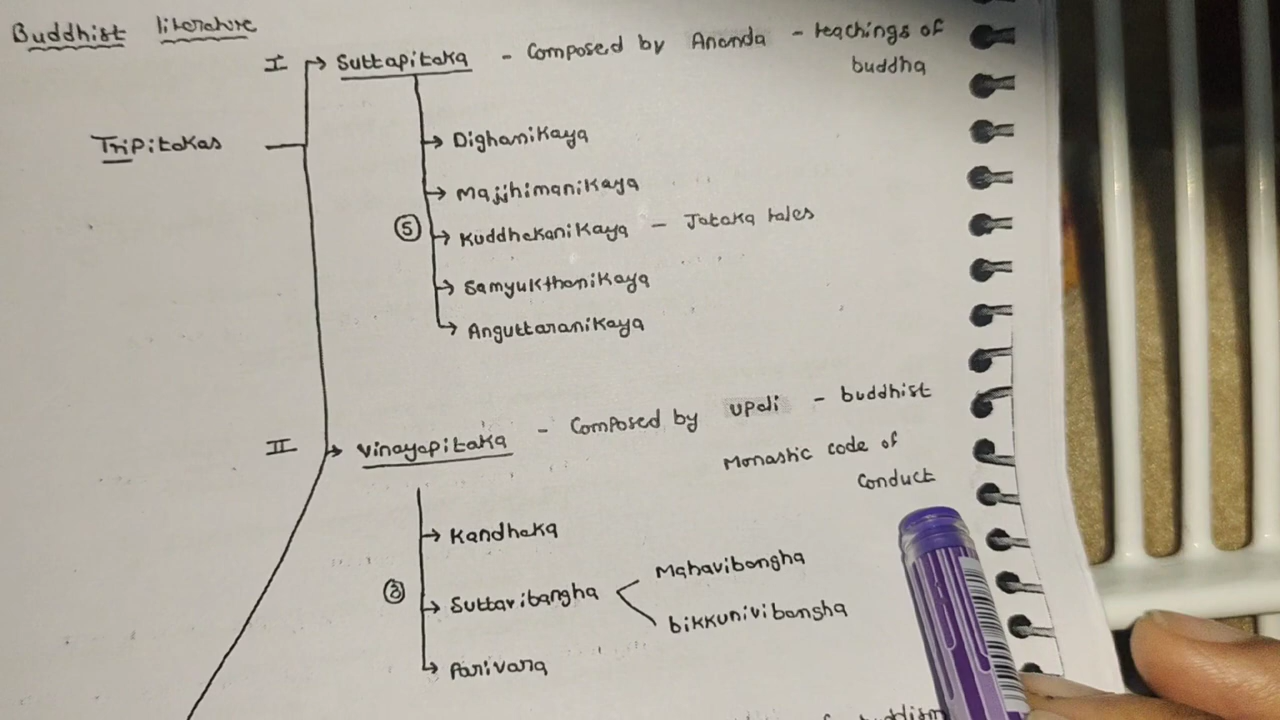 Buddhist literature
I → Suttapitaka - Composed by Ananda - teachings of
buddha
Tripitakas
→ Dighanikaya
→ Majjhimanikaya
⑤ → Kuddhakanikaya - Jataka tales
→ Samyukthanikaya
→ Anguttaranikaya
II → Vinayapitaka - Composed by Upali - buddhist
Monastic code of
Conduct
→ Kandhaka
③ → Suttavibangha
Mahavibangha
bikkunivibangha
→ Parivara
buddism